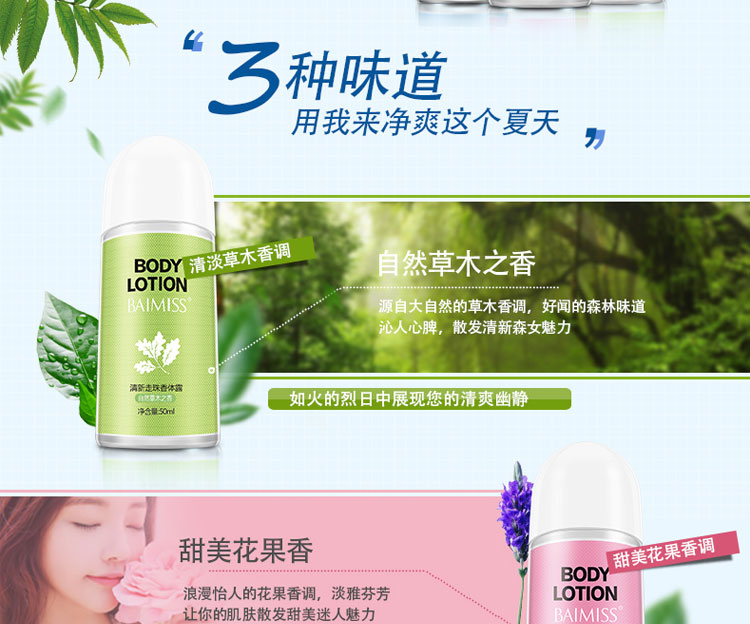 “3种味道
用我来净爽这个夏天”
BODY
LOTION
BAIMISS®
清淡草木香调
清新走珠香体露
自然草木之香
净含量:50ml
自然草木之香
源自大自然的草木香调，好闻的森林味道
沁人心脾，散发清新森女魅力
如火的烈日中展现您的清爽幽静
甜美花果香
浪漫怡人的花果香调，淡雅芬芳
让你的肌肤散发甜美迷人魅力
甜美花果香调
BODY
LOTION
BAIMISS®